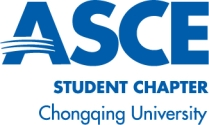 ASCE
STUDENT CHAPTER
Chongqing University